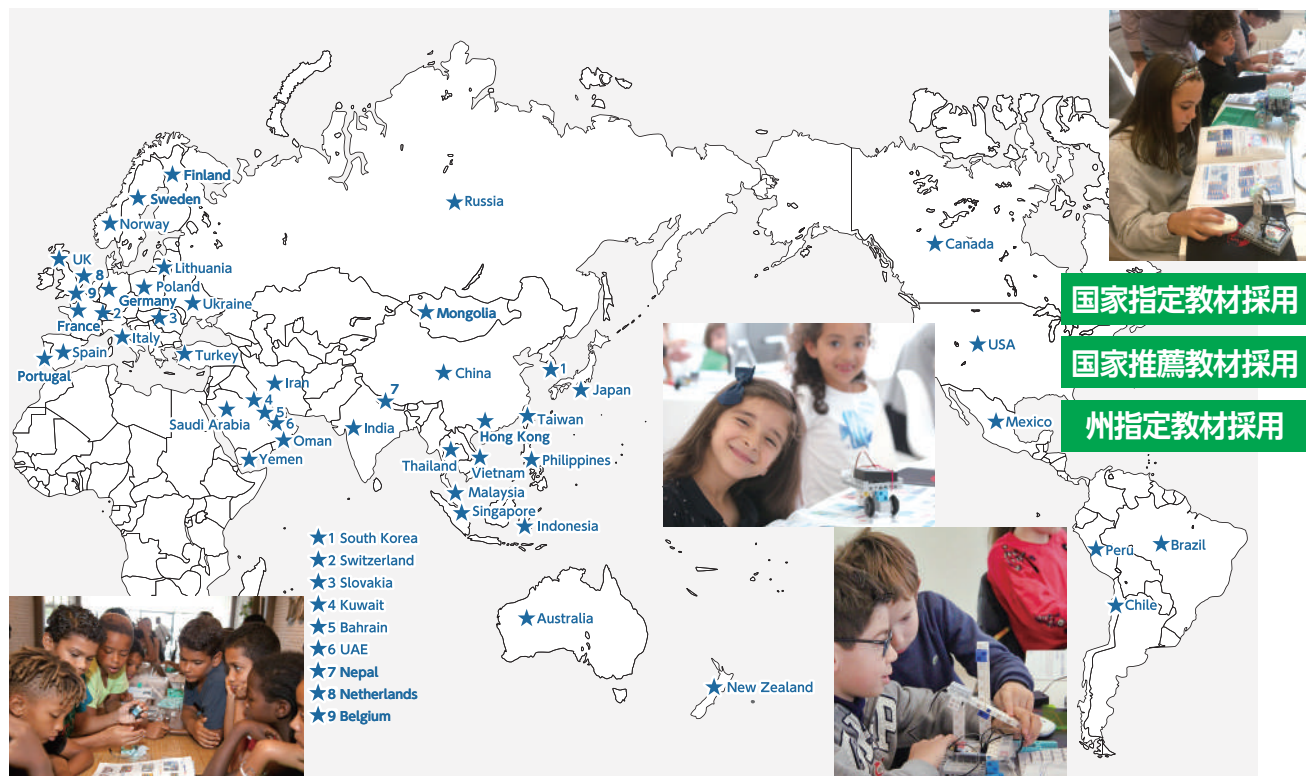 Finland
Sweden
Norway
Russia
UK
8
Lithuania
9
Poland
Germany
Ukraine
France
2
3
Italy
Spain
Turkey
Portugal
Mongolia
China
1
Japan
Iran
4
5
6
Saudi Arabia
Oman
Yemen
7
India
Taiwan
Hong Kong
Thailand
Vietnam
Philippines
Malaysia
Singapore
Indonesia
Canada
USA
Mexico
国家指定教材採用
国家推薦教材採用
州指定教材採用
1 South Korea
2 Switzerland
3 Slovakia
4 Kuwait
5 Bahrain
6 UAE
7 Nepal
8 Netherlands
9 Belgium
Australia
New Zealand
Perū
Brazil
Chile